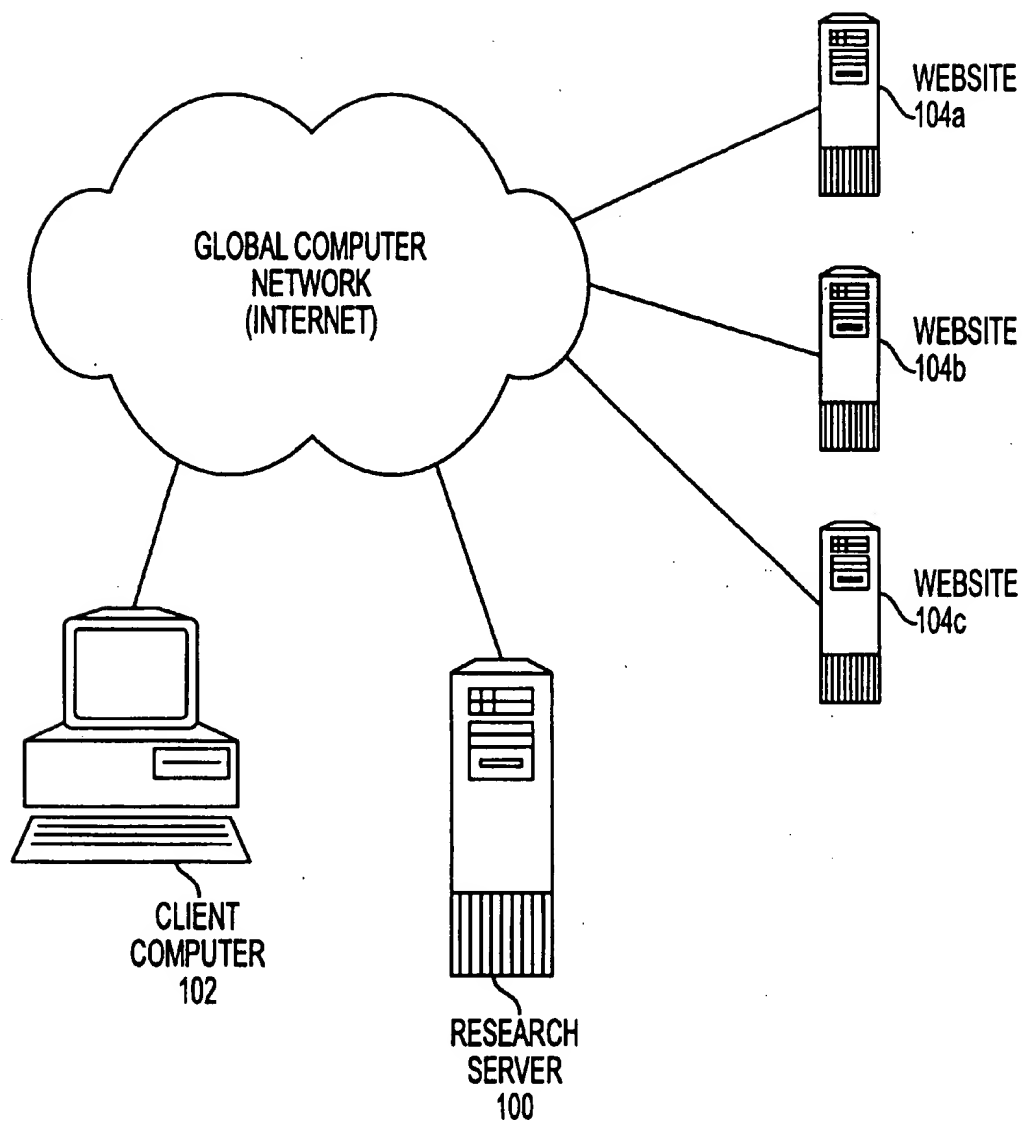 GLOBAL COMPUTER
NETWORK
(INTERNET)
WEBSITE
104a
WEBSITE
104b
WEBSITE
104c
CLIENT
COMPUTER
102
RESEARCH
SERVER
100